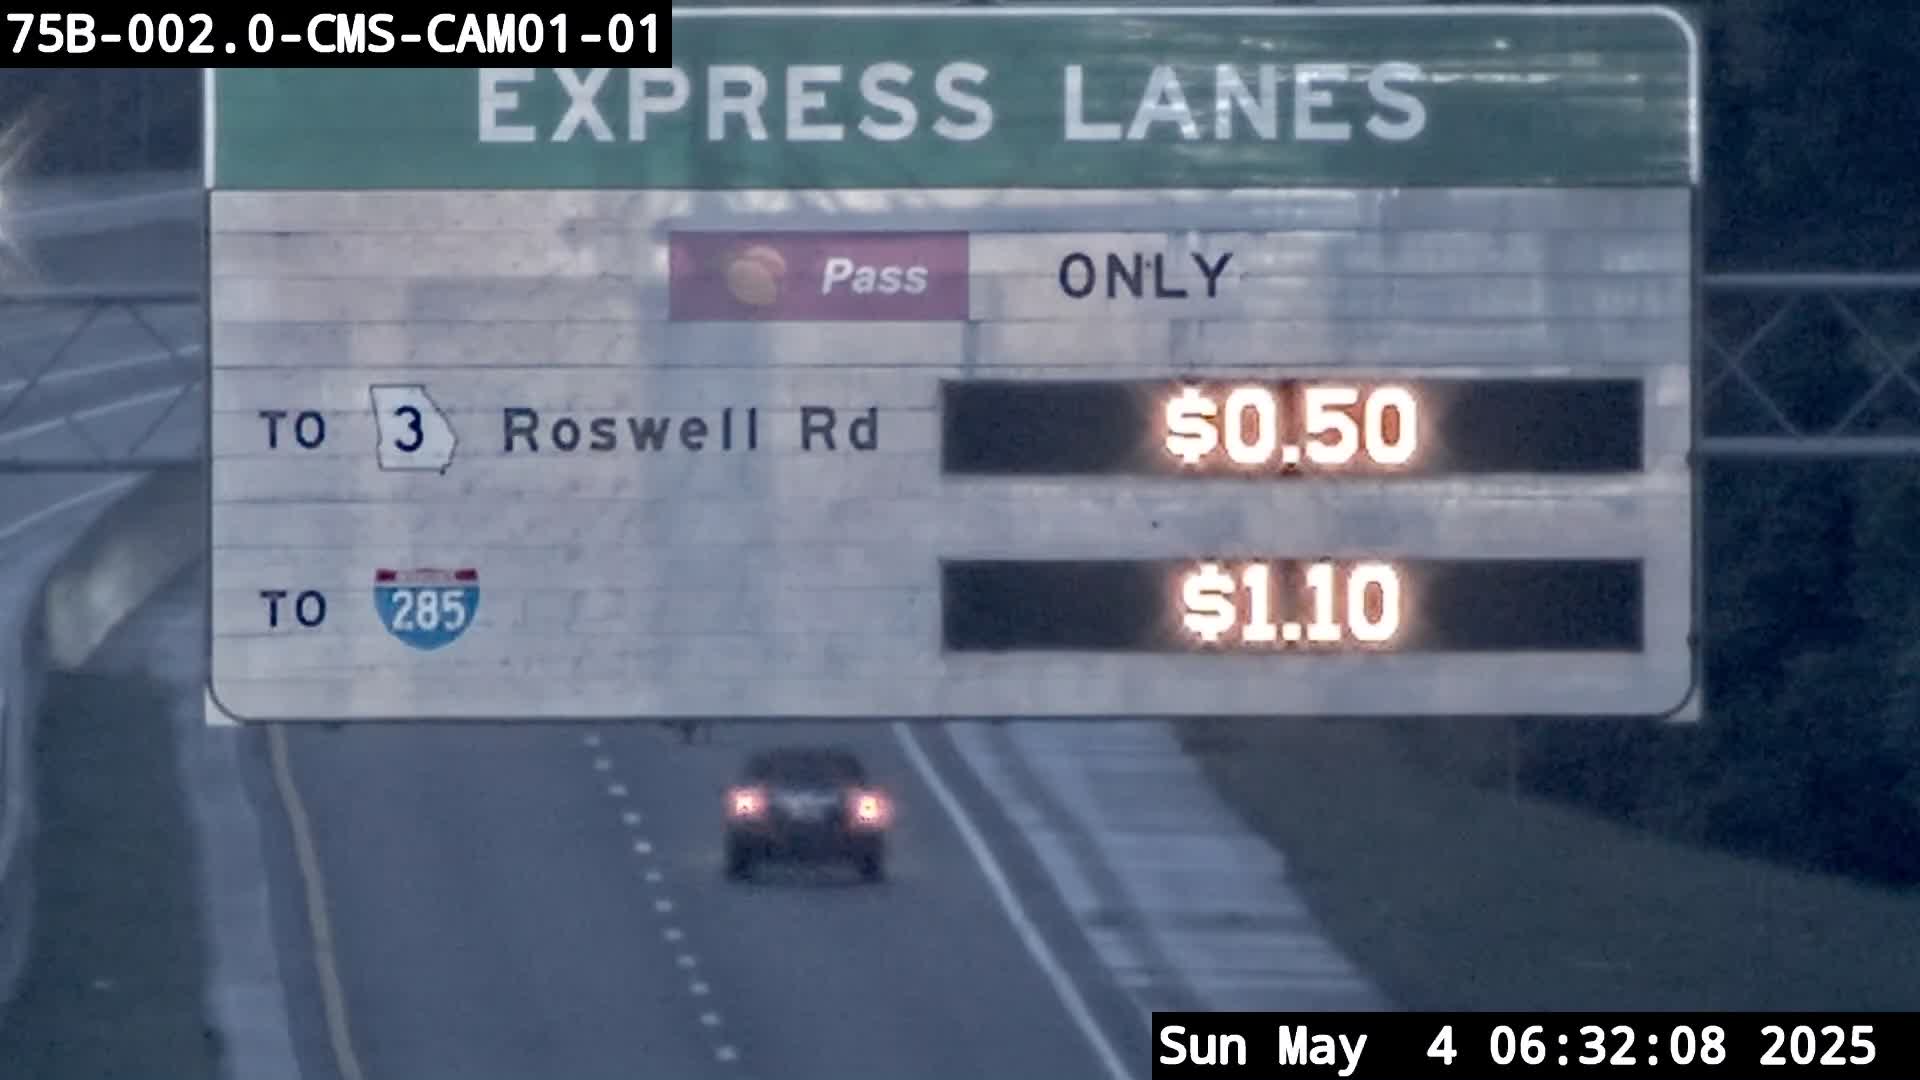 75B-002.0-CMS-CAM01-01
EXPRESS LANES
Pass ONLY
TO 3 Roswell Rd $0.50
TO 285 $1.10
Sun May 4 06:32:08 2025